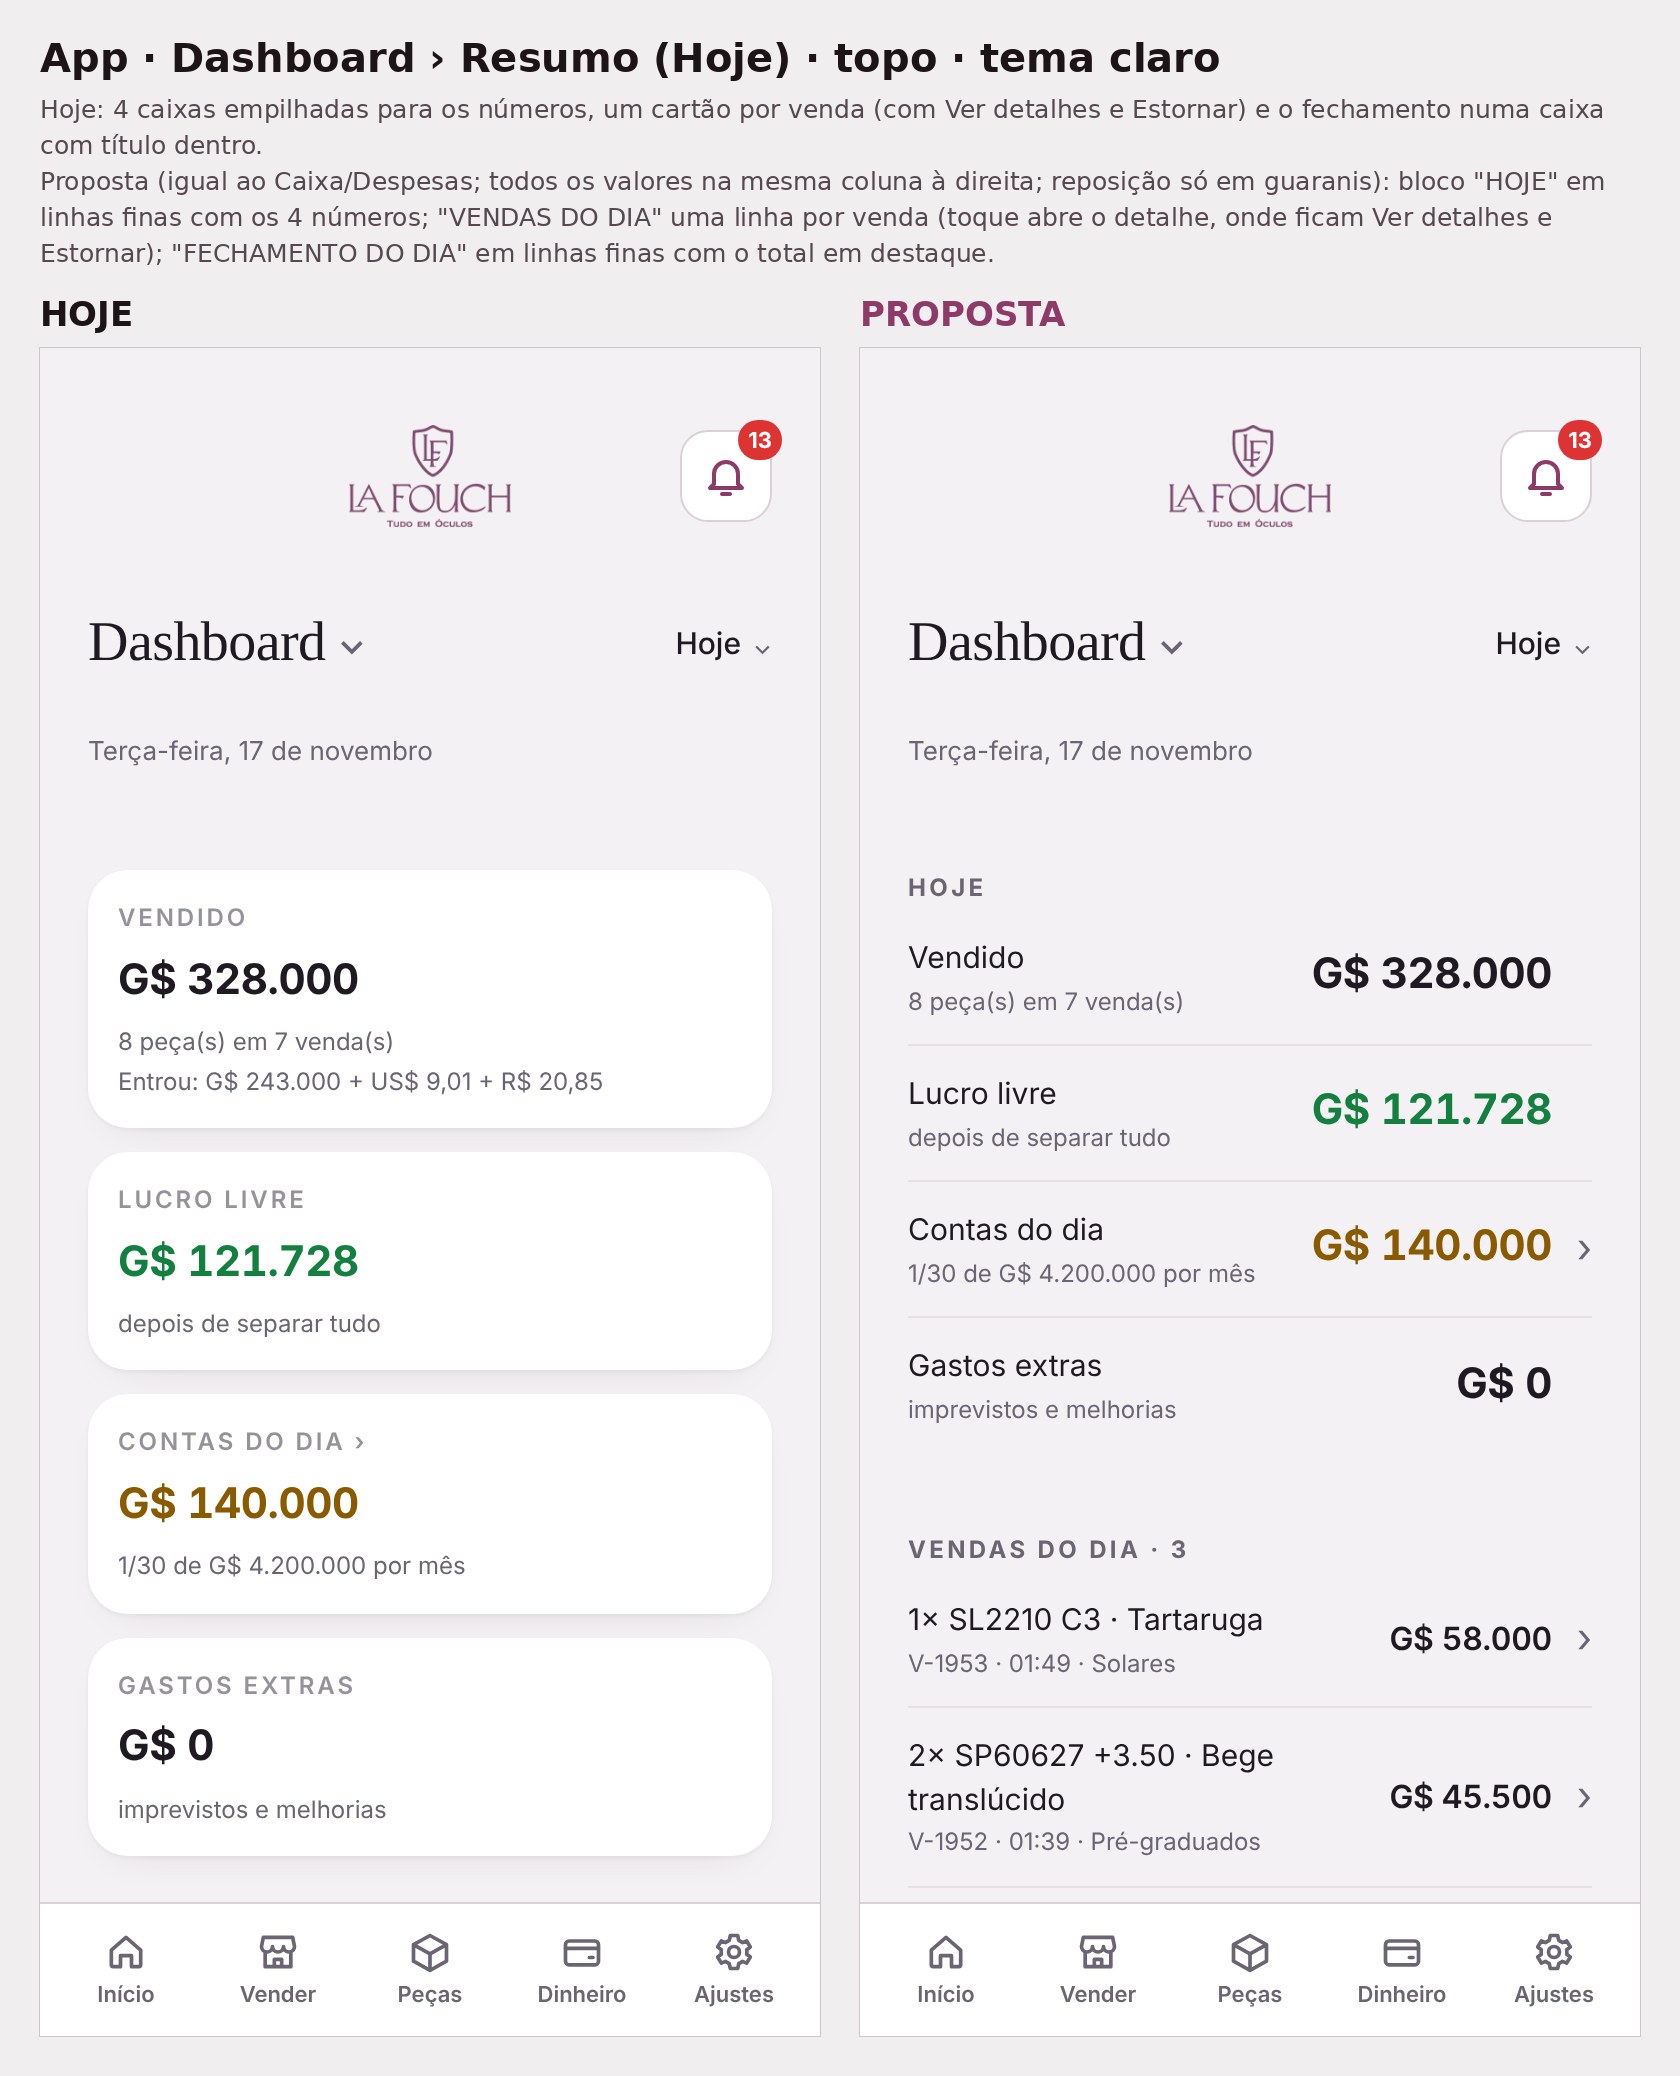 App · Dashboard › Resumo (Hoje) · topo · tema claro
Hoje: 4 caixas empilhadas para os números, um cartão por venda (com Ver detalhes e Estornar) e o fechamento numa caixa
com título dentro.
Proposta (igual ao Caixa/Despesas; todos os valores na mesma coluna à direita; reposição só em guaranis): bloco "HOJE" em
linhas finas com os 4 números; "VENDAS DO DIA" uma linha por venda (toque abre o detalhe, onde ficam Ver detalhes e
Estornar); "FECHAMENTO DO DIA" em linhas finas com o total em destaque.
HOJE
LF
13
LA FOUCH
TUDO EM ÓCULOS
Dashboard
Hoje
Terça-feira, 17 de novembro
VENDIDO
G$ 328.000
8 peça(s) em 7 venda(s)
Entrou: G$ 243.000 + US$ 9,01 + R$ 20,85
LUCRO LIVRE
G$ 121.728
depois de separar tudo
CONTAS DO DIA ›
G$ 140.000
1/30 de G$ 4.200.000 por mês
GASTOS EXTRAS
G$ 0
imprevistos e melhorias
Início Vender Peças Dinheiro Ajustes
PROPOSTA
LF
13
LA FOUCH
TUDO EM ÓCULOS
Dashboard
Hoje
Terça-feira, 17 de novembro
HOJE
Vendido
G$ 328.000
8 peça(s) em 7 venda(s)
Lucro livre
G$ 121.728
depois de separar tudo
Contas do dia
G$ 140.000 ›
1/30 de G$ 4.200.000 por mês
Gastos extras
G$ 0
imprevistos e melhorias
VENDAS DO DIA · 3
1× SL2210 C3 · Tartaruga
G$ 58.000 ›
V-1953 · 01:49 · Solares
2× SP60627 +3.50 · Bege
translúcido
G$ 45.500 ›
V-1952 · 01:39 · Pré-graduados
Início Vender Peças Dinheiro Ajustes